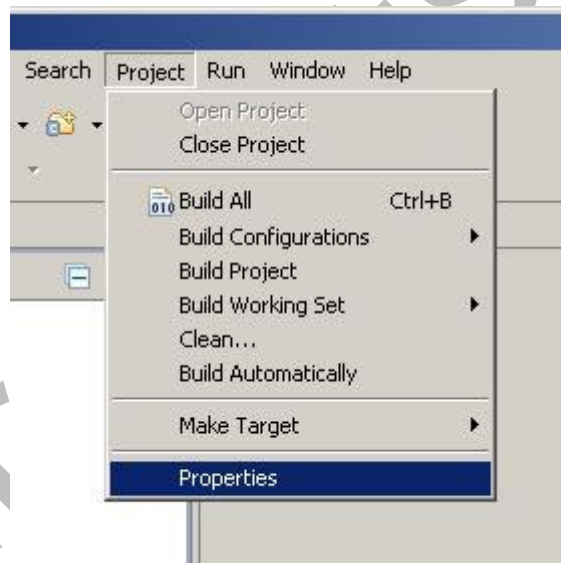 Search Project Run Window Help
Open Project
Close Project
010 Build All Ctrl+B
Build Configurations
Build Project
Build Working Set
Clean...
Build Automatically
Make Target
Properties